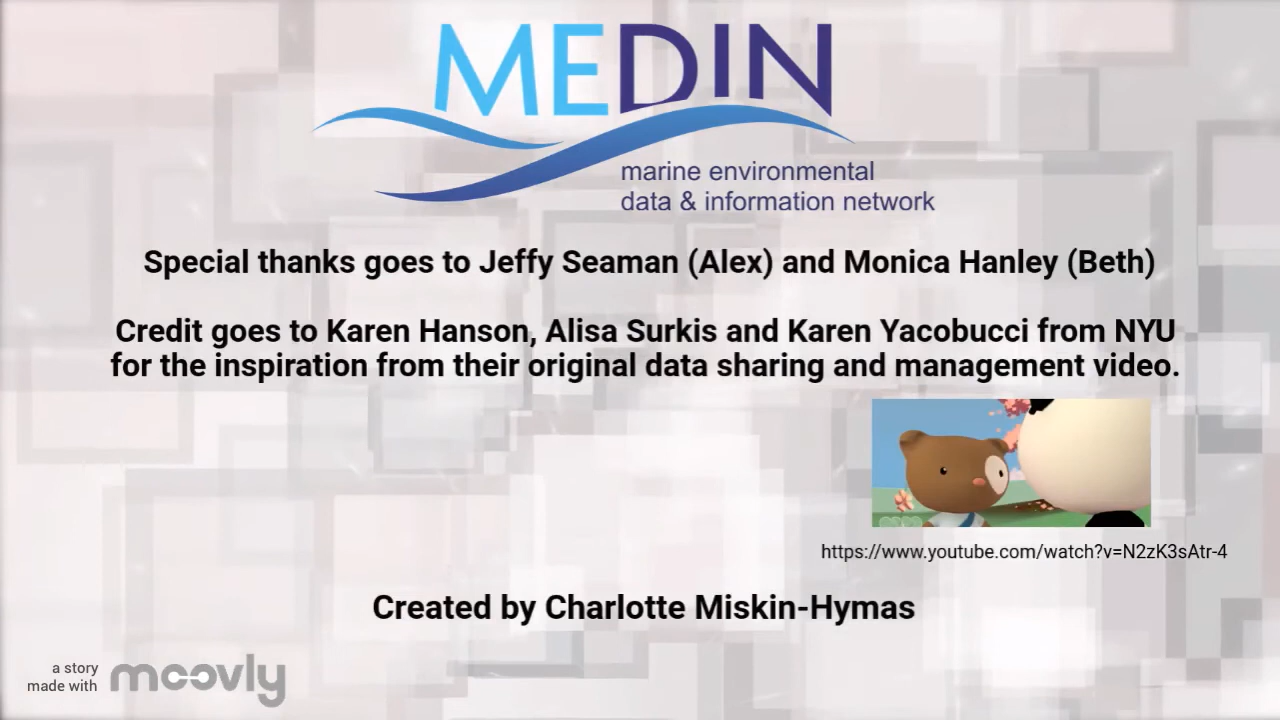 MEDIN
marine environmental
data & information network
Special thanks goes to Jeffy Seaman (Alex) and Monica Hanley (Beth)
Credit goes to Karen Hanson, Alisa Surkis and Karen Yacobucci from NYU
for the inspiration from their original data sharing and management video.
https://www.youtube.com/watch?v=N2zK3sAtr-4
Created by Charlotte Miskin-Hymas
a story
made with moovly